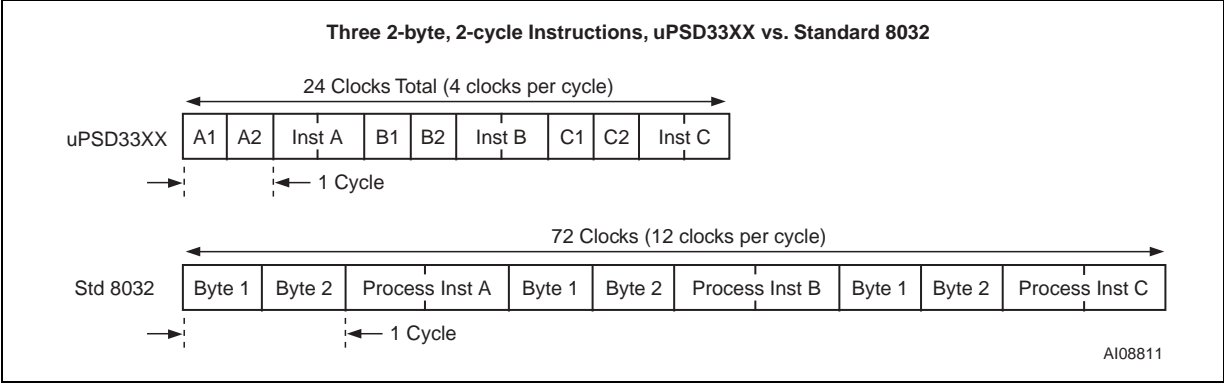 Three 2-byte, 2-cycle Instructions, uPSD33XX vs. Standard 8032
24 Clocks Total (4 clocks per cycle)
uPSD33XX A1 A2 Inst A B1 B2 Inst B C1 C2 Inst C
1 Cycle
72 Clocks (12 clocks per cycle)
Std 8032 Byte 1 Byte 2 Process Inst A Byte 1 Byte 2 Process Inst B Byte 1 Byte 2 Process Inst C
1 Cycle
AI08811